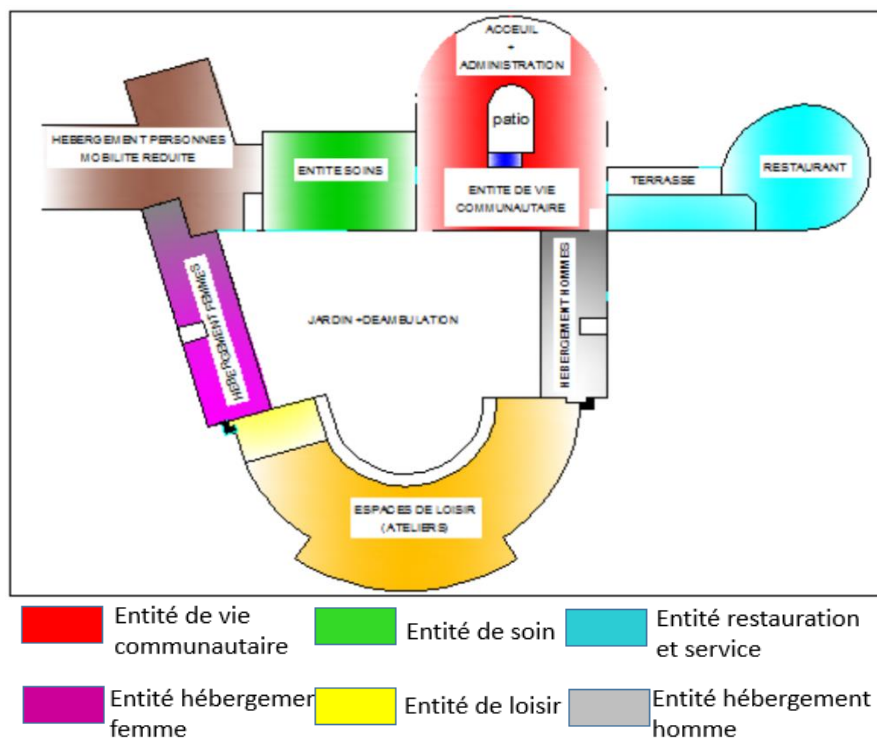 ACCEUIL
+
ADMINISTRATION
patio
HEBERGEMENT PERSONNES
MOBILITE REDUITE
ENTITE SOINS
ENTITE DE VIE
COMMUNAUTAIRE
TERRASSE
RESTAURANT
HEBERGEMENT FEMMES
JARDIN +DEAMBULATION
HEBERGEMENT HOMMES
ESPACES DE LOISIR
(ATELIERS)
Entité de vie
communautaire
Entité de soin
Entité restauration
et service
Entité hébergemer
femme
Entité de loisir
Entité hébergement
homme